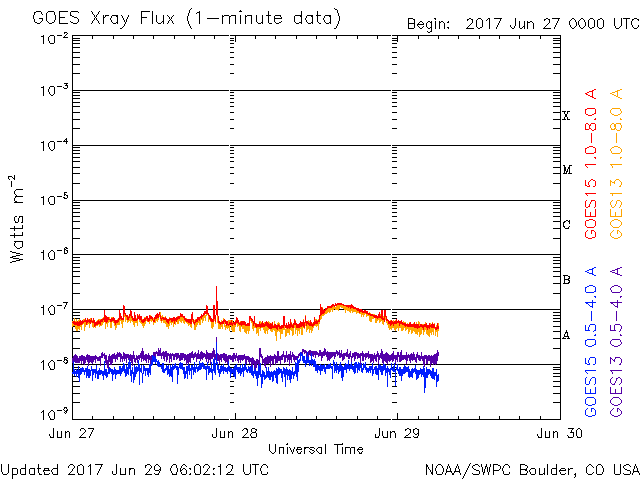 GOES Xray Flux (1-minute data)
Begin: 2017 Jun 27 0000 UTC
10⁻²
10⁻³
10⁻⁴
10⁻⁵
10⁻⁶
10⁻⁷
10⁻⁸
10⁻⁹
Watts m⁻²
X
M
C
B
A
GOES15 1.0-8.0 A
GOES13 1.0-8.0 A
GOES15 0.5-4.0 A
GOES13 0.5-4.0 A
Jun 27 Jun 28 Jun 29 Jun 30
Universal Time
Updated 2017 Jun 29 06:02:12 UTC
NOAA/SWPC Boulder, CO USA